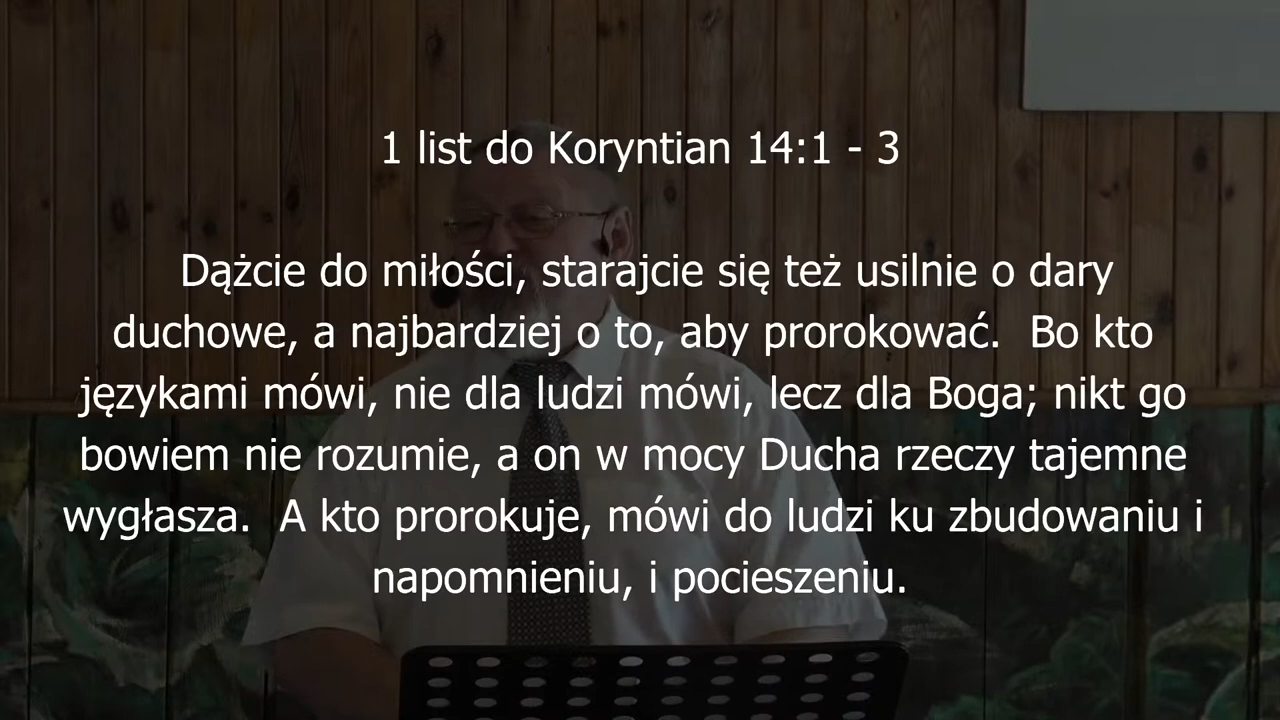 1 list do Koryntian 14:1 - 3
Dążcie do miłości, starajcie się też usilnie o dary
duchowe, a najbardziej o to, aby prorokować.  Bo kto
językami mówi, nie dla ludzi mówi, lecz dla Boga; nikt go
bowiem nie rozumie, a on w mocy Ducha rzeczy tajemne
wygłasza.  A kto prorokuje, mówi do ludzi ku zbudowaniu i
napomnieniu, i pocieszeniu.